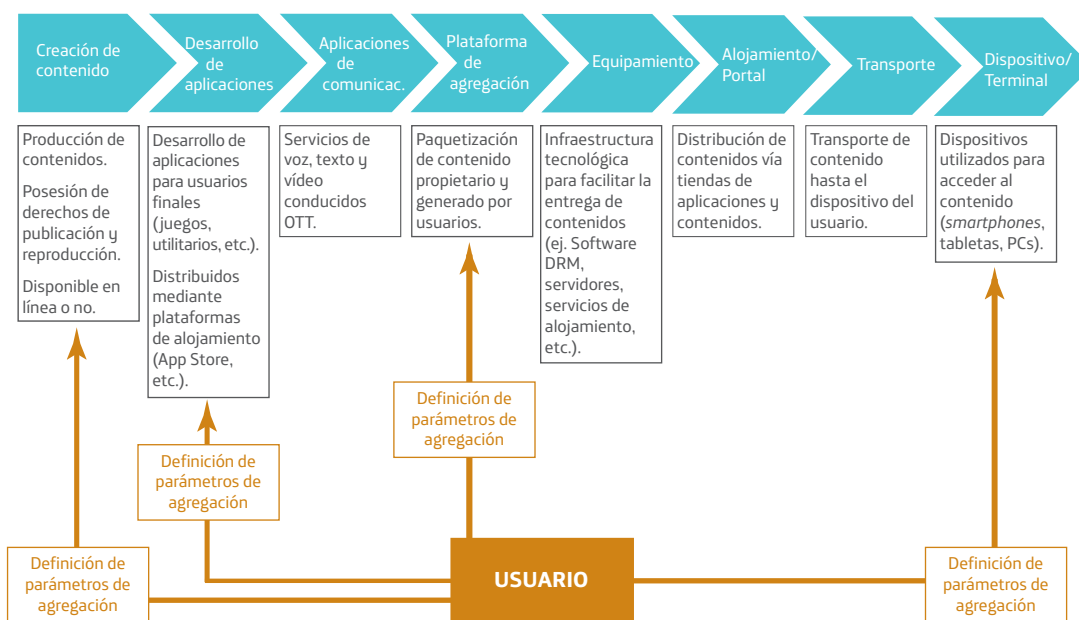 Creación de
contenido
Desarrollo
de
aplicaciones
Aplicaciones
de
comunicac.
Plataforma
de
agregación
Equipamiento
Alojamiento/
Portal
Transporte
Dispositivo/
Terminal
Producción de
contenidos.
Posesión de
derechos de
publicación y
reproducción.
Disponible en
línea o no.
Desarrollo de
aplicaciones
para usuarios
finales
(juegos,
utilitarios, etc.).
Distribuidos
mediante
plataformas
de alojamiento
(App Store,
etc.).
Servicios de
voz, texto y
vídeo
conducidos
OTT.
Paquetización
de contenido
propietario y
generado por
usuarios.
Infraestructura
tecnológica
para facilitar la
entrega de
contenidos
(ej. Software
DRM,
servidores,
servicios de
alojamiento,
etc.).
Distribución de
contenidos vía
tiendas de
aplicaciones y
contenidos.
Transporte de
contenido
hasta el
dispositivo del
usuario.
Dispositivos
utilizados para
acceder al
contenido
(smartphones,
tabletas, PCs).
Definición de
parámetros de
agregación
Definición de
parámetros de
agregación
Definición de
parámetros de
agregación
USUARIO
Definición de
parámetros de
agregación